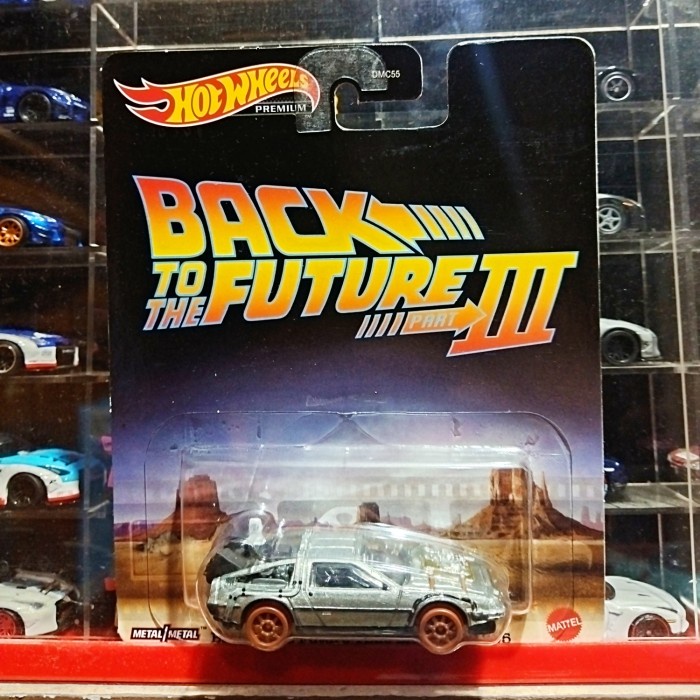 HOT WHEELS
PREMIUM
DMC55
BACK
TO
THE FUTURE
PART III
METAL/METAL
MATTEL